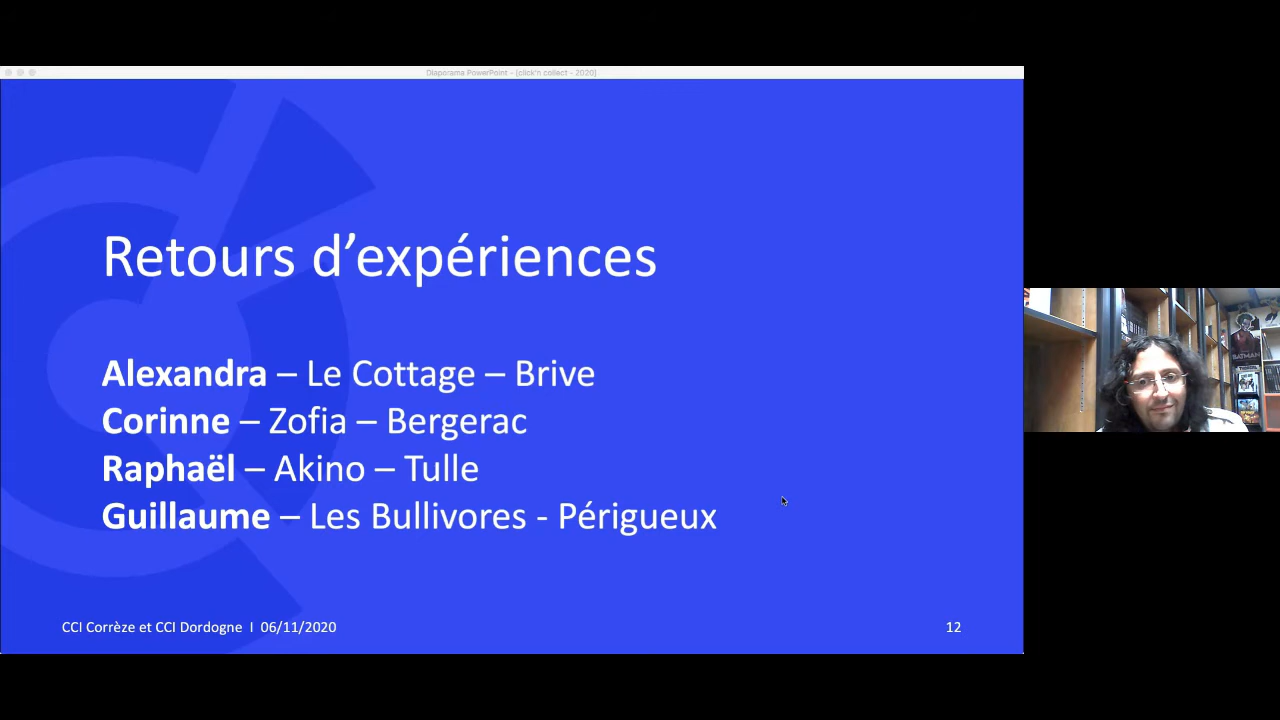 Diaporama PowerPoint - [click'n collect - 2020]
Retours d’expériences
Alexandra – Le Cottage – Brive
Corinne – Zofia – Bergerac
Raphaël – Akino – Tulle
Guillaume – Les Bullivores - Périgueux
CCI Corrèze et CCI Dordogne I 06/11/2020
12
BATMAN